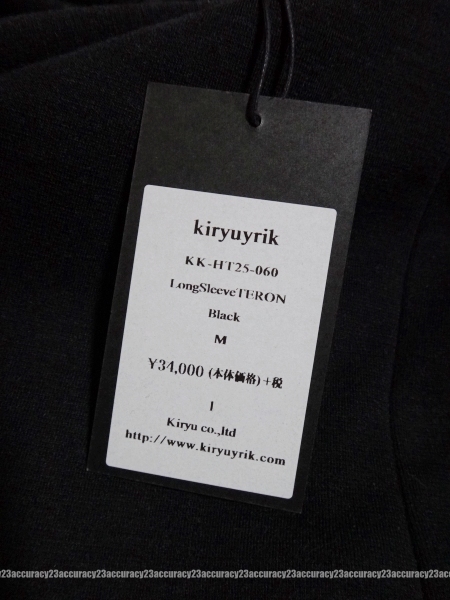 kiryuyrik
KK-HT25-060
LongSleeveTERON
Black
M
¥34,000 (本体価格)+税
1
Kiryu co.,ltd
http://www.kiryuyrik.com
23accuracy23accuracy23accuracy23accuracy23accuracy23accuracy23accuracy23accuracy23